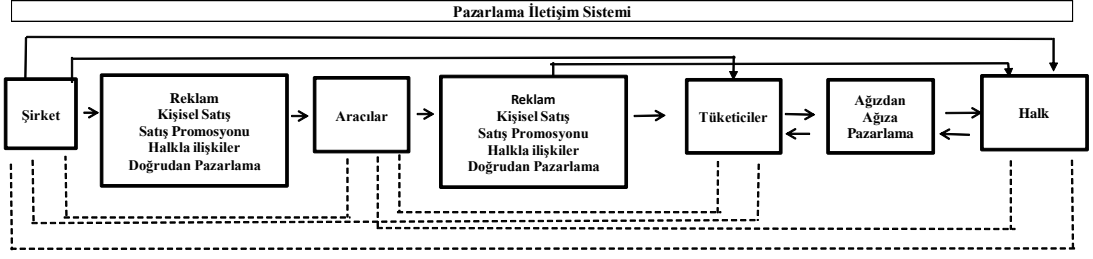 Pazarlama İletişim Sistemi
Şirket
Reklam
Kişisel Satış
Satış Promosyonu
Halkla ilişkiler
Doğrudan Pazarlama
Aracılar
Reklam
Kişisel Satış
Satış Promosyonu
Halkla ilişkiler
Doğrudan Pazarlama
Tüketiciler
Ağızdan
Ağıza
Pazarlama
Halk